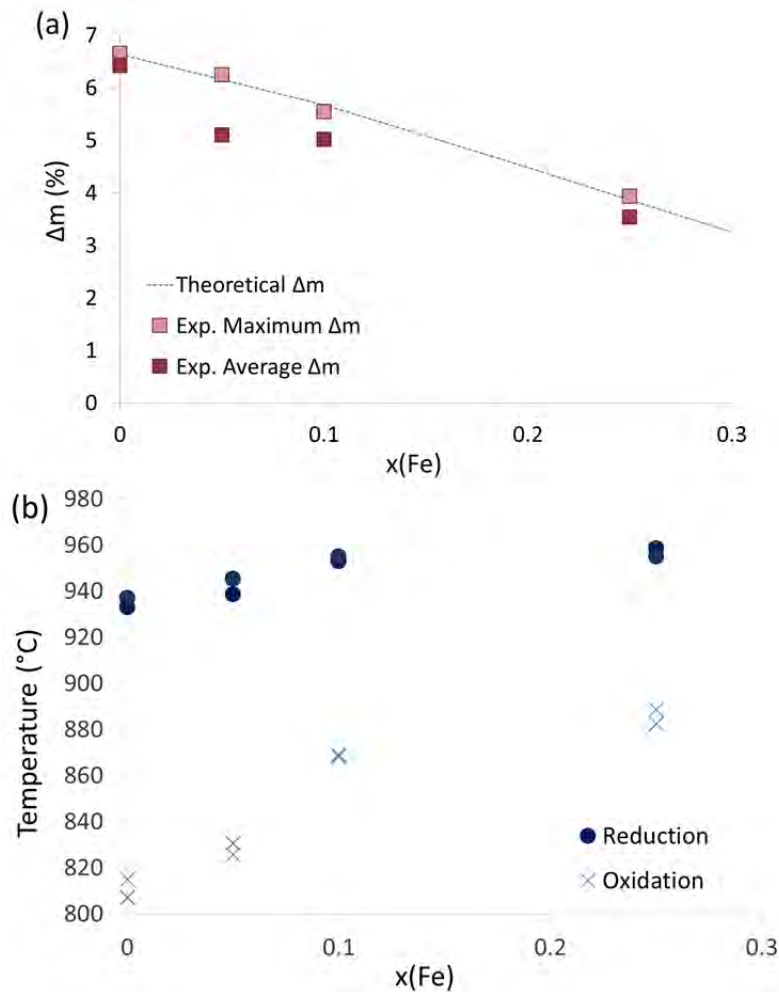 (a)
7
6
5
4
3
2
1
0
Δm (%)
Theoretical Δm
Exp. Maximum Δm
Exp. Average Δm
0 0.1 0.2 0.3
x(Fe)
(b)
980
960
940
920
900
880
860
840
820
800
Temperature (°C)
Reduction
Oxidation
0 0.1 0.2 0.3
x(Fe)